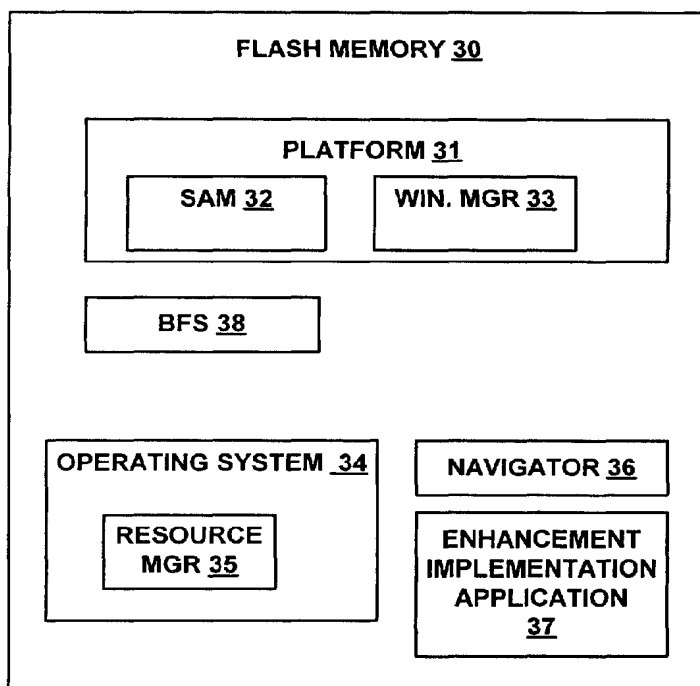 FLASH MEMORY 30
PLATFORM 31
SAM 32
WIN. MGR 33
BFS 38
OPERATING SYSTEM 34
RESOURCE
MGR 35
NAVIGATOR 36
ENHANCEMENT
IMPLEMENTATION
APPLICATION
37